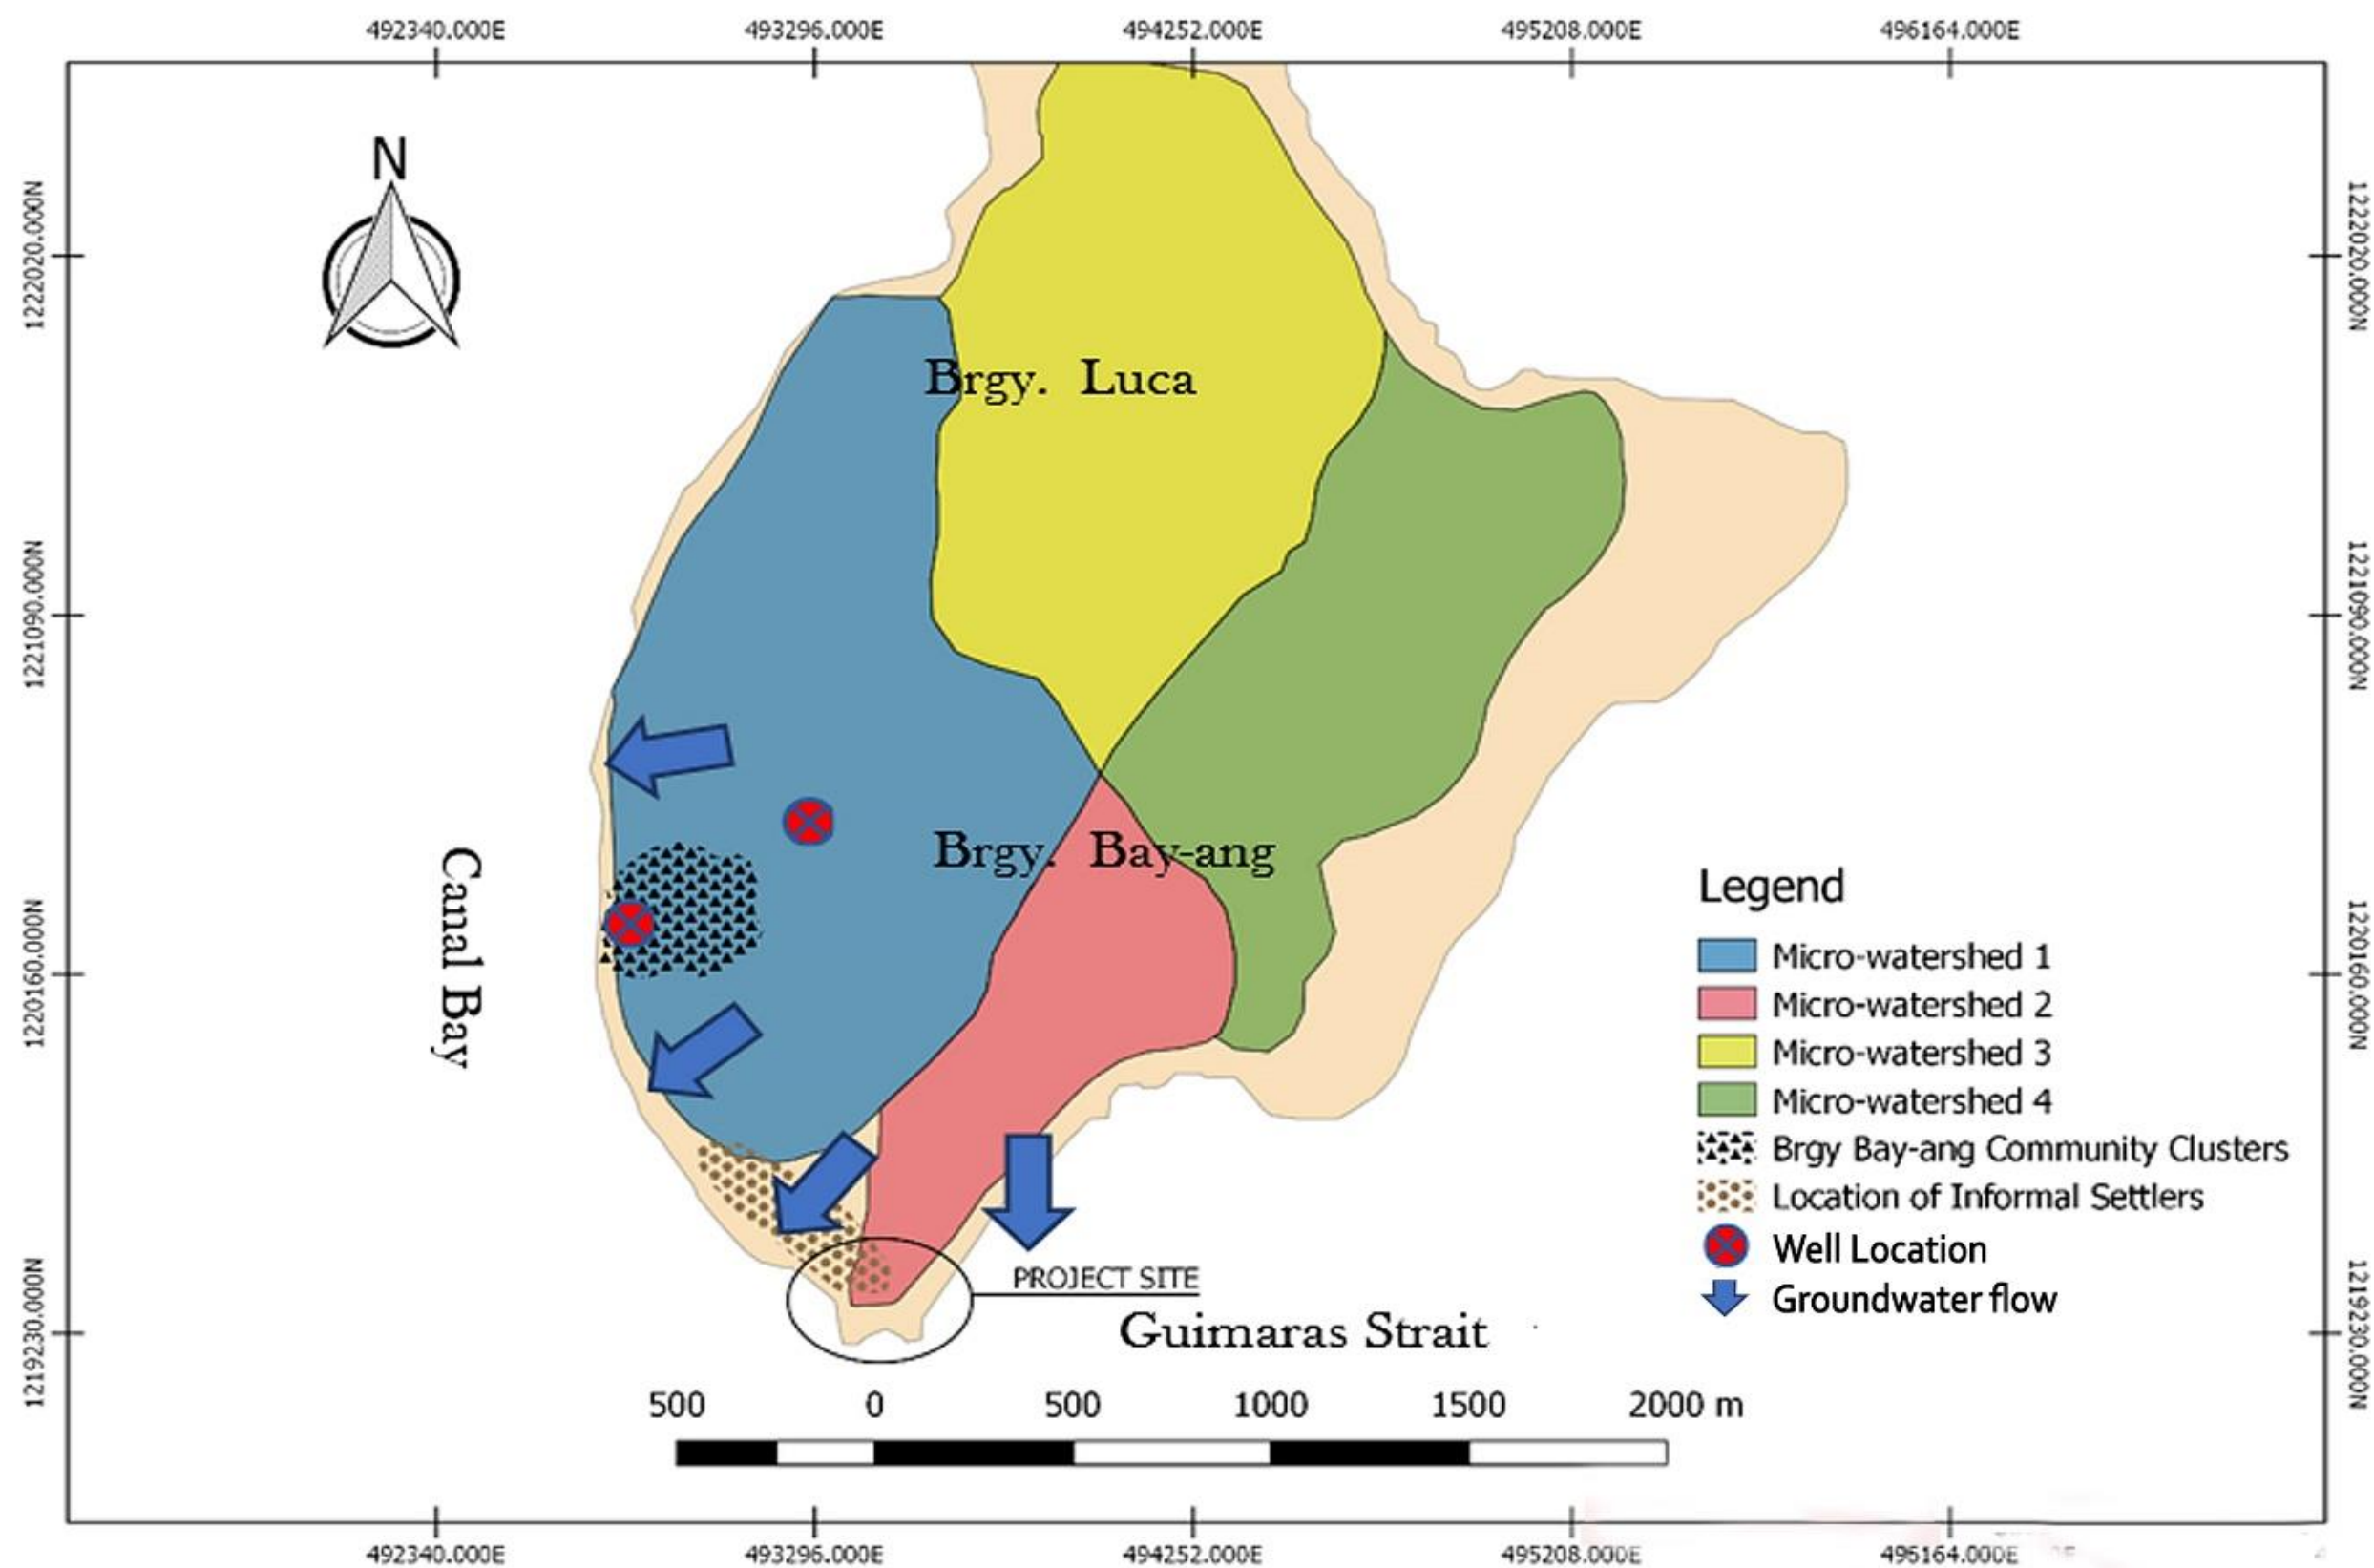 492340.000E 493296.000E 494252.000E 495208.000E 496164.000E
N
1222020.000N
1222020.000N
Brgy. Luca
1221090.000N
1221090.000N
Brgy. Bay-ang
Canal Bay
1220160.000N
1220160.000N
Legend
Micro-watershed 1
Micro-watershed 2
Micro-watershed 3
Micro-watershed 4
Brgy Bay-ang Community Clusters
Location of Informal Settlers
Well Location
Groundwater flow
PROJECT SITE
Guimaras Strait
1219230.000N
1219230.000N
500 0 500 1000 1500 2000 m
492340.000E 493296.000E 494252.000E 495208.000E 496164.000E